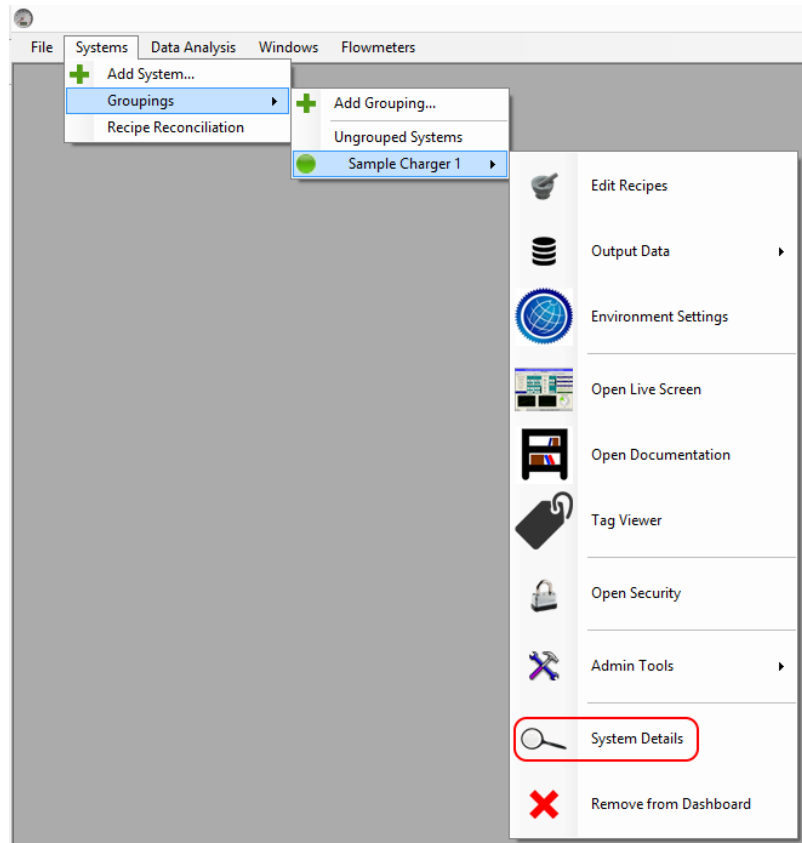 File Systems Data Analysis Windows Flowmeters
Add System...
Groupings
Recipe Reconciliation
Add Grouping...
Ungrouped Systems
Sample Charger 1
Edit Recipes
Output Data
Environment Settings
Open Live Screen
Open Documentation
Tag Viewer
Open Security
Admin Tools
System Details
Remove from Dashboard